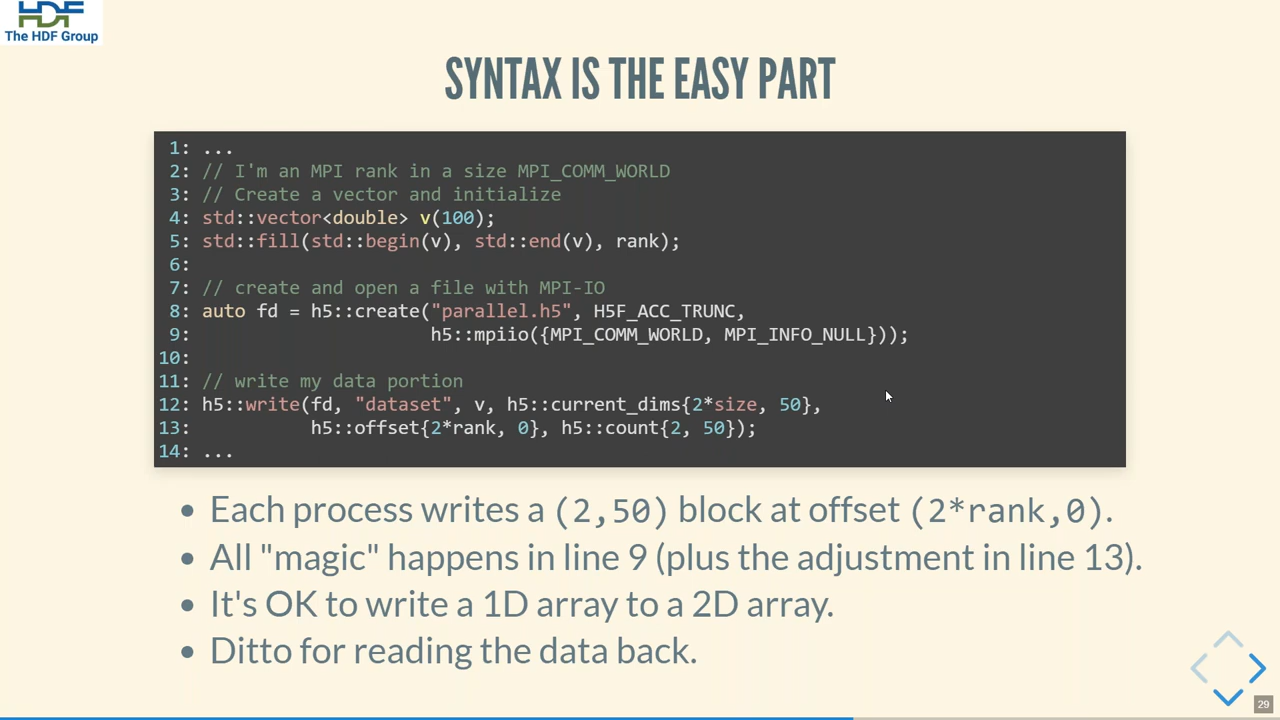 HDF
The HDF Group
SYNTAX IS THE EASY PART
1: ...
2: // I'm an MPI rank in a size MPI_COMM_WORLD
3: // Create a vector and initialize
4: std::vector<double> v(100);
5: std::fill(std::begin(v), std::end(v), rank);
6:
7: // create and open a file with MPI-IO
8: auto fd = h5::create("parallel.h5", H5F_ACC_TRUNC,
9:                      h5::mpiio({MPI_COMM_WORLD, MPI_INFO_NULL}));
10:
11: // write my data portion
12: h5::write(fd, "dataset", v, h5::current_dims{2*size, 50},
13:           h5::offset{2*rank, 0}, h5::count{2, 50});
14: ...
• Each process writes a (2,50) block at offset (2*rank,0).
• All "magic" happens in line 9 (plus the adjustment in line 13).
• It's OK to write a 1D array to a 2D array.
• Ditto for reading the data back.
29